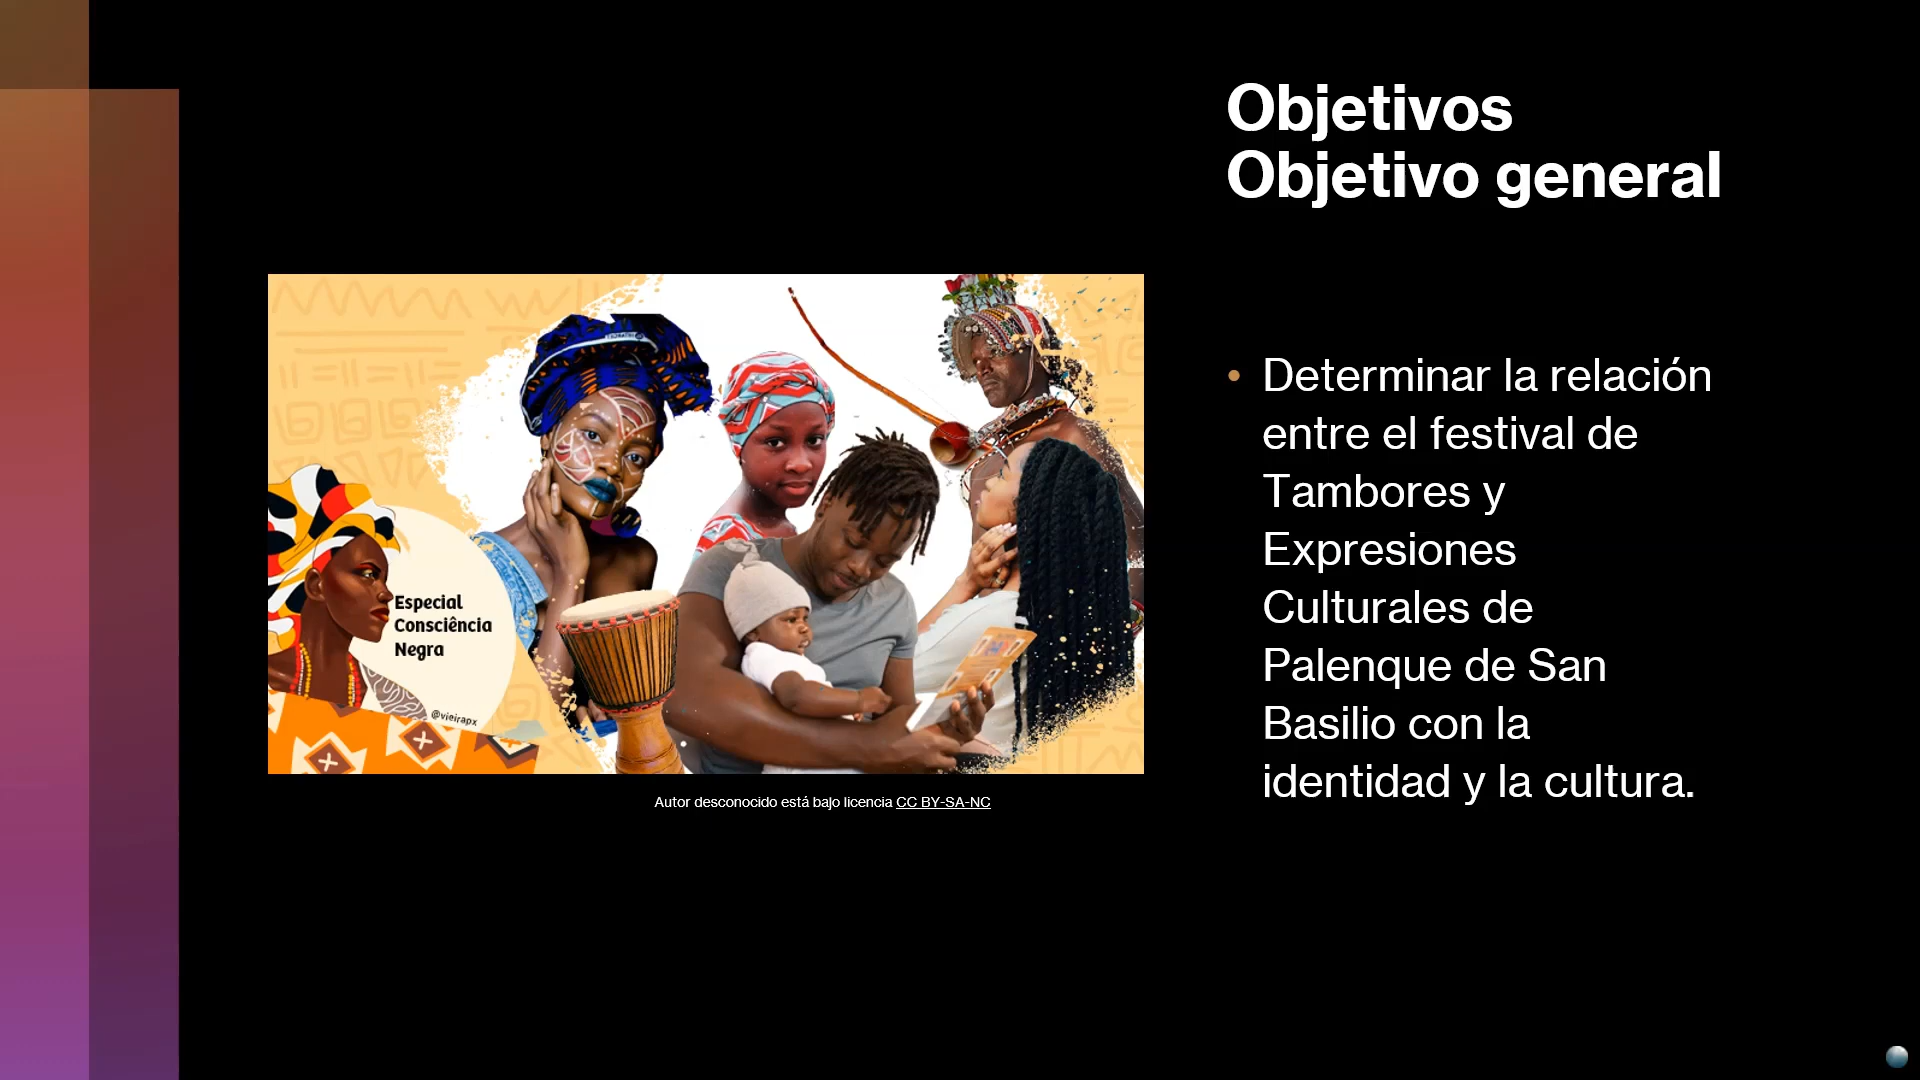 Objetivos
Objetivo general
Especial
Consciência
Negra
@vieirapx
Autor desconocido está bajo licencia CC BY-SA-NC
• Determinar la relación
entre el festival de
Tambores y
Expresiones
Culturales de
Palenque de San
Basilio con la
identidad y la cultura.